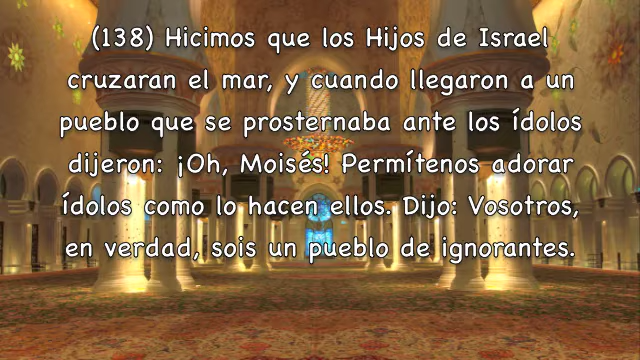 (138) Hicimos que los Hijos de Israel
cruzaran el mar, y cuando llegaron a un
pueblo que se prosternaba ante los ídolos
dijeron: ¡Oh, Moisés! Permítenos adorar
ídolos como lo hacen ellos. Dijo: Vosotros,
en verdad, sois un pueblo de ignorantes.